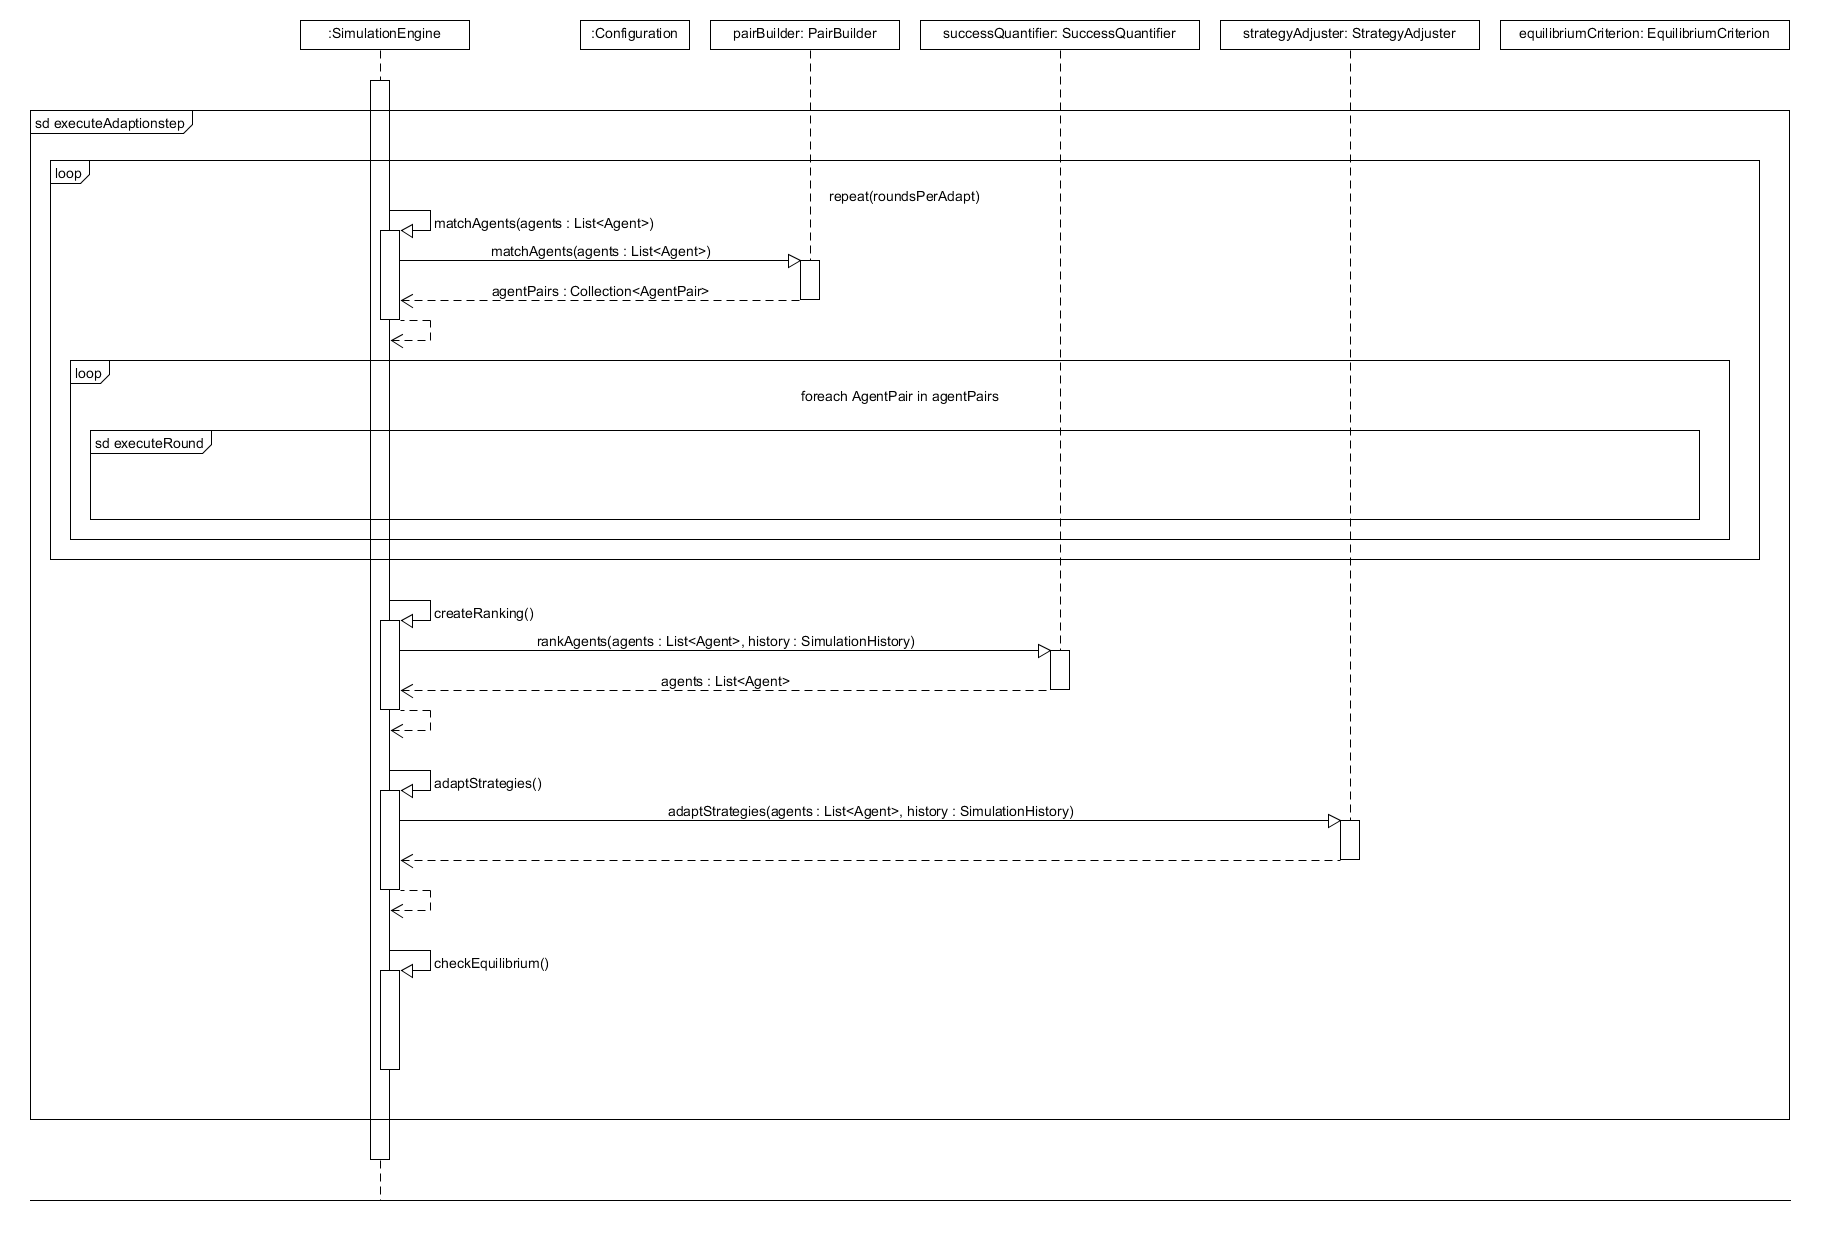 :SimulationEngine
:Configuration
pairBuilder: PairBuilder
successQuantifier: SuccessQuantifier
strategyAdjuster: StrategyAdjuster
equilibriumCriterion: EquilibriumCriterion
sd executeAdaptionstep
loop
repeat(roundsPerAdapt)
matchAgents(agents : List<Agent>)
matchAgents(agents : List<Agent>)
agentPairs : Collection<AgentPair>
loop
foreach AgentPair in agentPairs
sd executeRound
createRanking()
rankAgents(agents : List<Agent>, history : SimulationHistory)
agents : List<Agent>
adaptStrategies()
adaptStrategies(agents : List<Agent>, history : SimulationHistory)
checkEquilibrium()